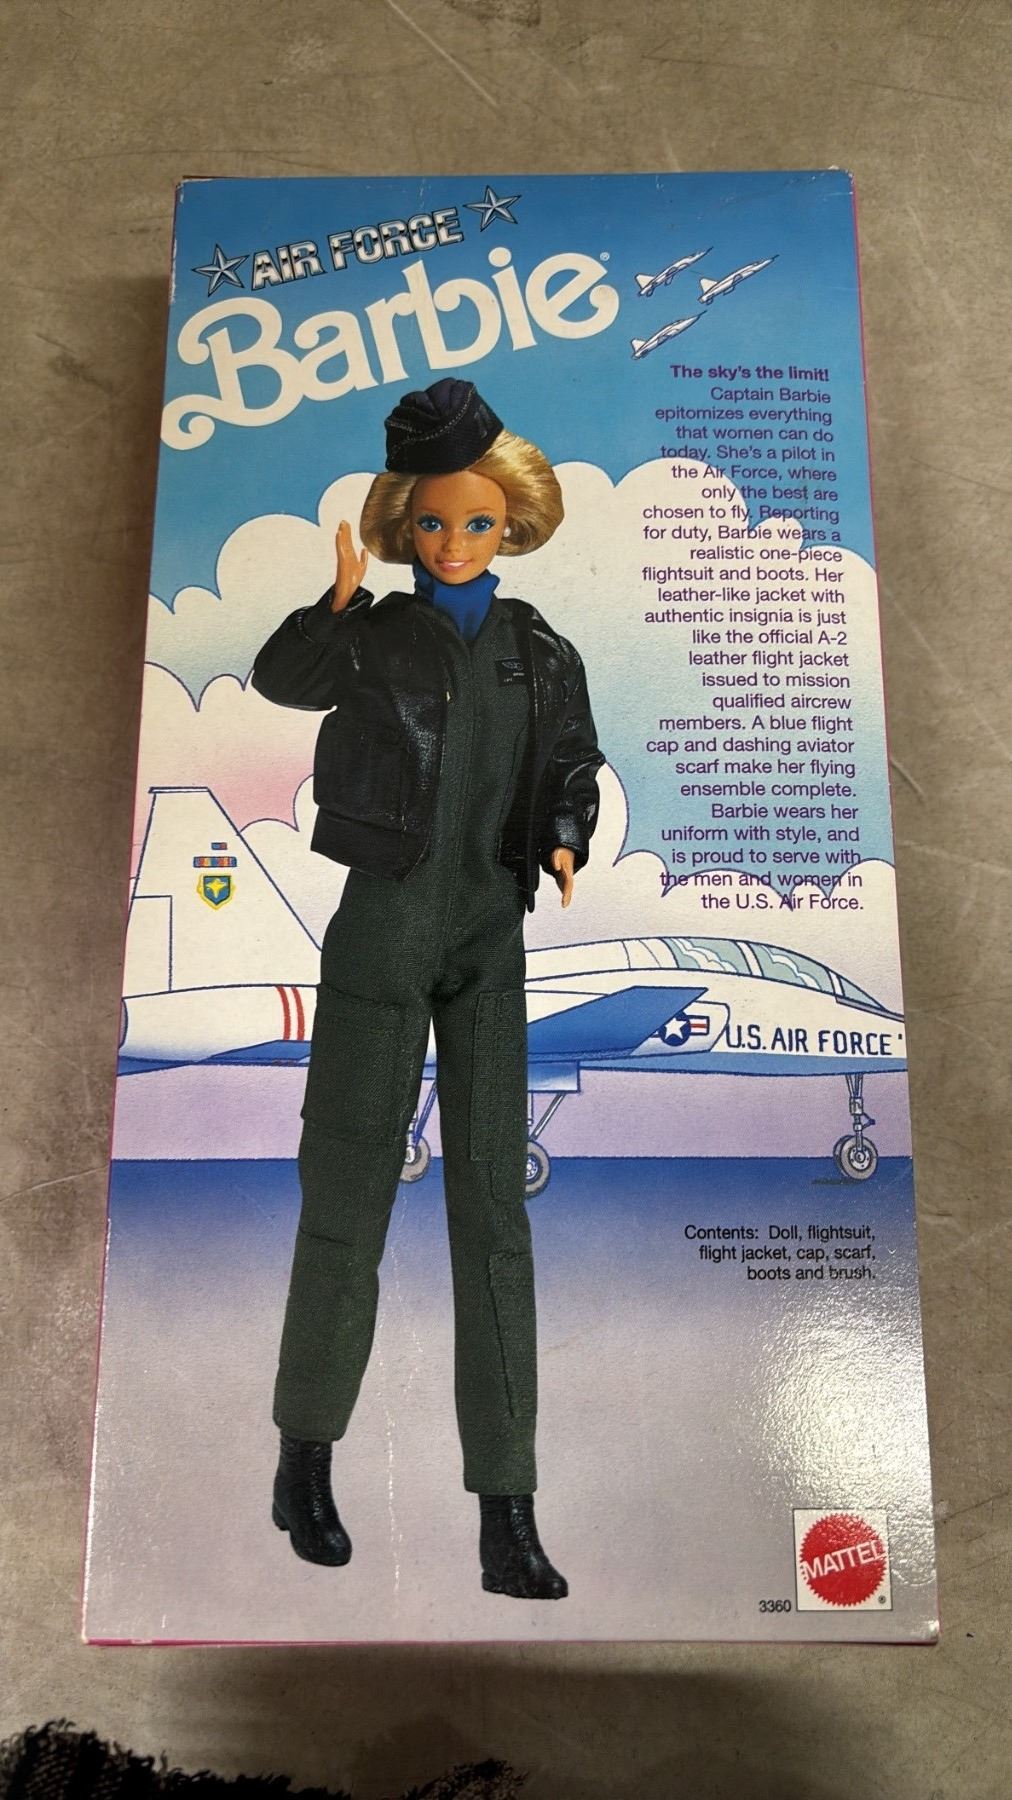 AIR FORCE
Barbie®
The sky's the limit!
Captain Barbie
epitomizes everything
that women can do
today. She's a pilot in
the Air Force, where
only the best are
chosen to fly. Reporting
for duty, Barbie wears a
realistic one-piece
flightsuit and boots. Her
leather-like jacket with
authentic insignia is just
like the official A-2
leather flight jacket
issued to mission
qualified aircrew
members. A blue flight
cap and dashing aviator
scarf make her flying
ensemble complete.
Barbie wears her
uniform with style, and
is proud to serve with
the men and women in
the U.S. Air Force.
U.S. AIR FORCE
Contents: Doll, flightsuit,
flight jacket, cap, scarf,
boots and brush.
MATTEL
®
3360